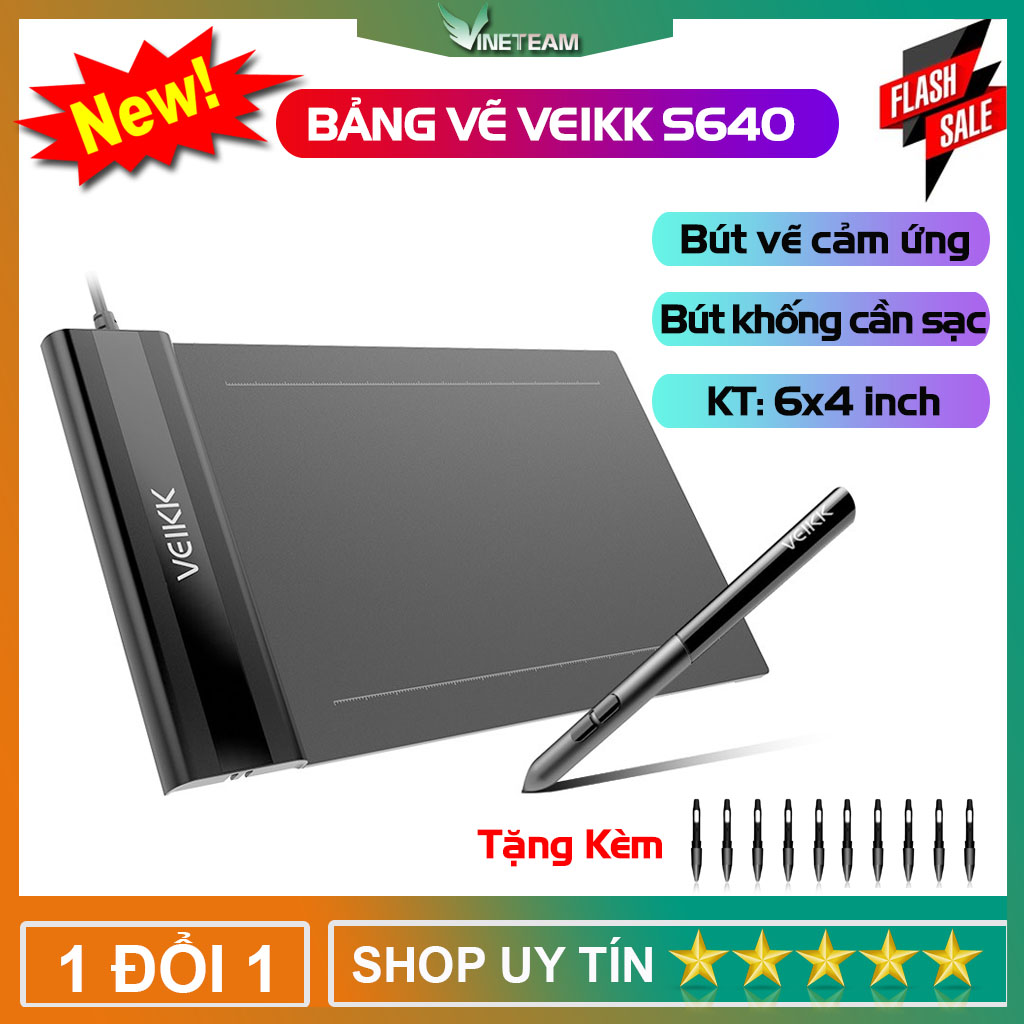 VINETEAM
New!
BẢNG VẼ VEIKK S640
FLASH
SALE
Bút vẽ cảm ứng
Bút khống cần sạc
KT: 6x4 inch
VEIKK
VEIKK
Tặng Kèm
1 ĐỔI 1
SHOP UY TÍN